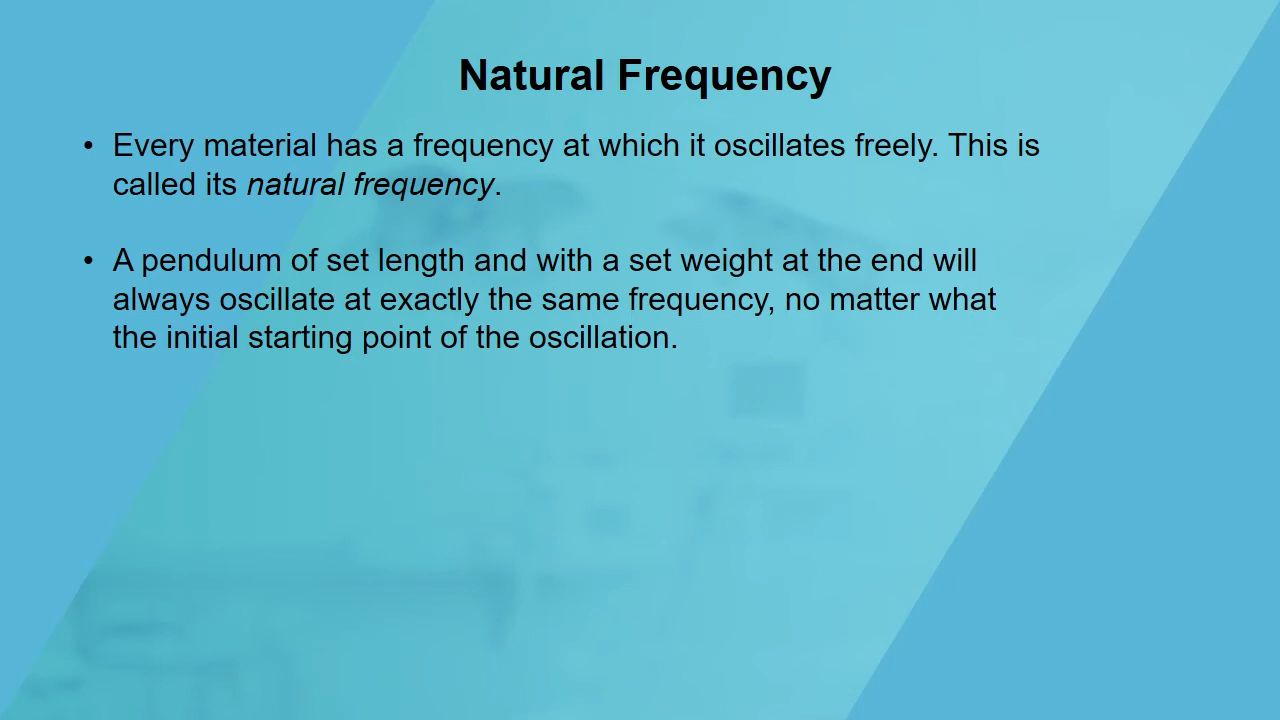 Natural Frequency
• Every material has a frequency at which it oscillates freely. This is
called its natural frequency.
• A pendulum of set length and with a set weight at the end will
always oscillate at exactly the same frequency, no matter what
the initial starting point of the oscillation.